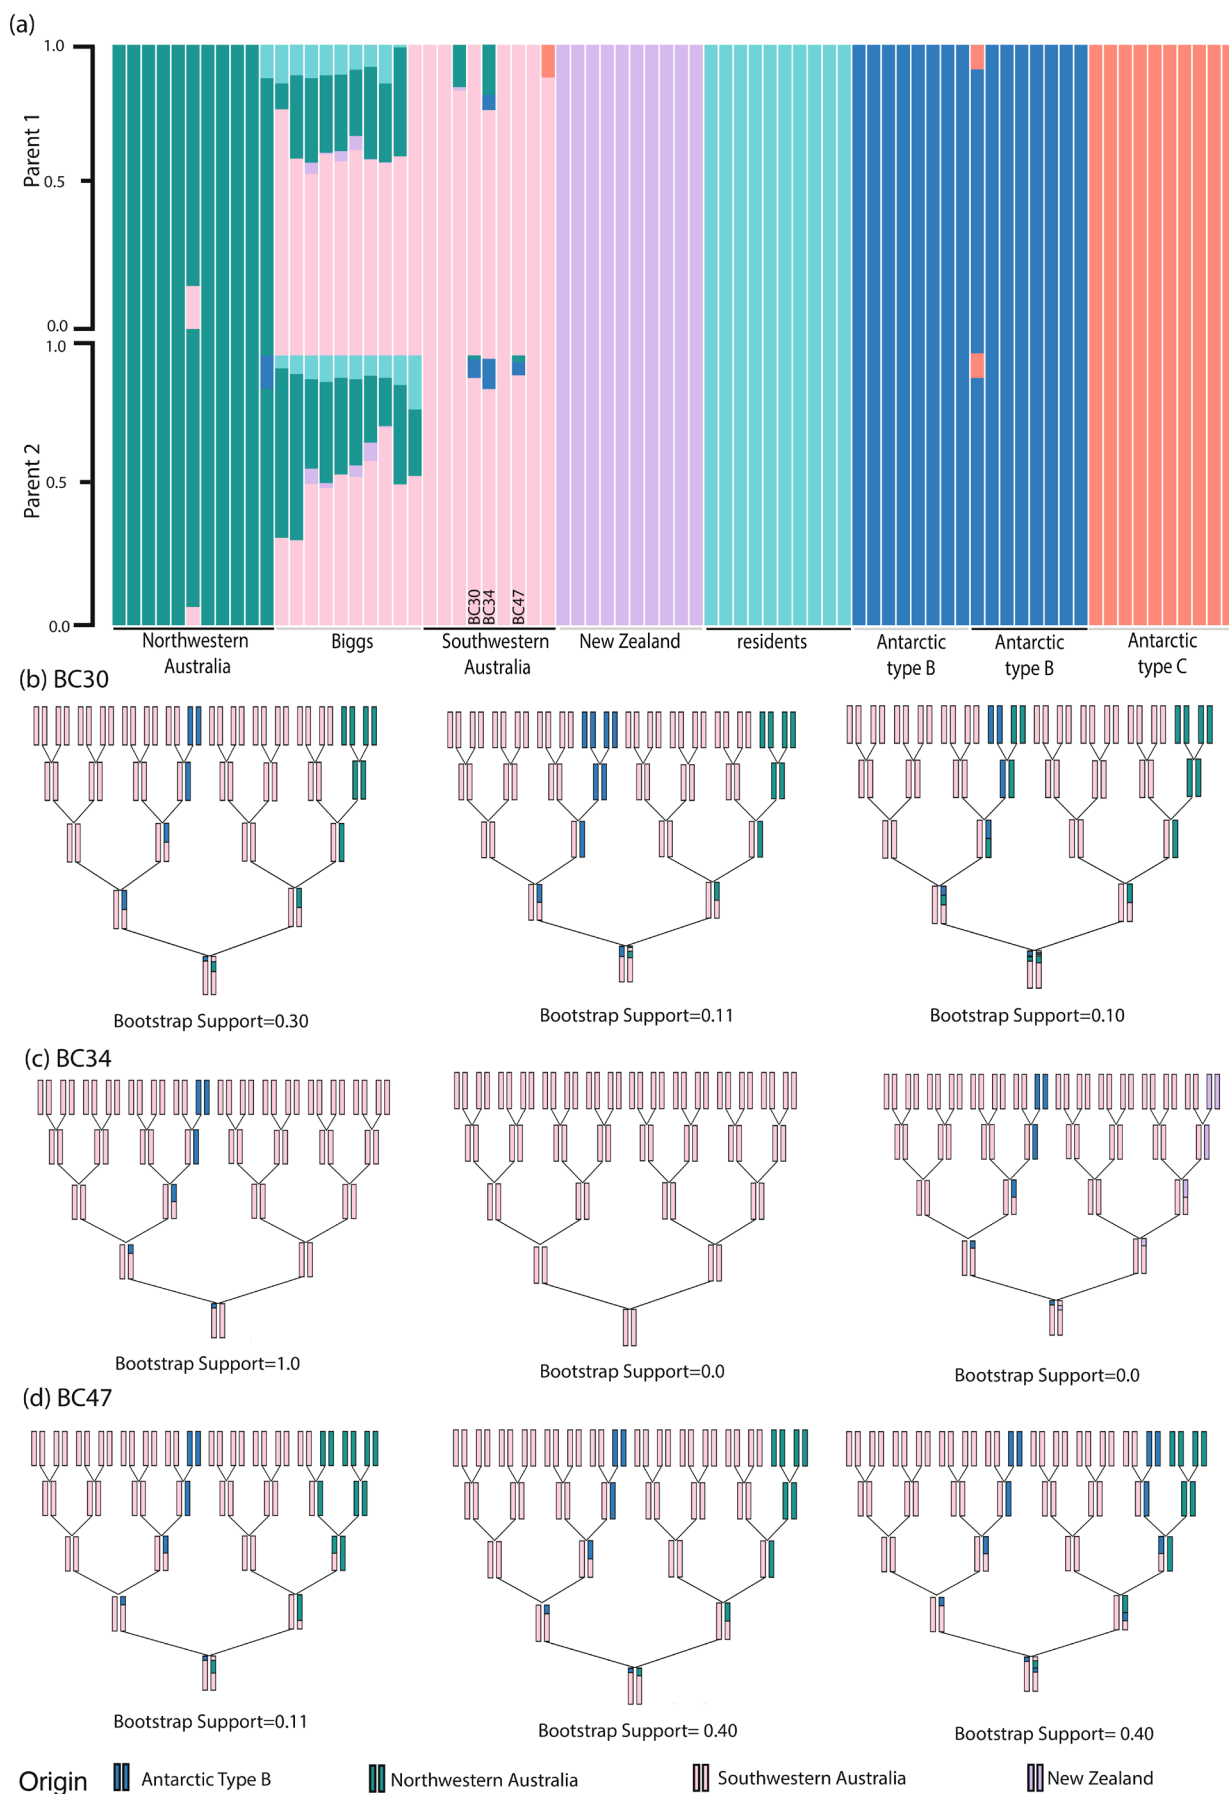 (a)
1.0
Parent 1
0.5
0.0
1.0
Parent 2
0.5
0.0
BC30
BC34
BC47
Northwestern
Australia
Biggs
Southwestern
Australia
New Zealand
residents
Antarctic
type B
Antarctic
type B
Antarctic
type C
(b) BC30
Bootstrap Support=0.30
Bootstrap Support=0.11
Bootstrap Support=0.10
(c) BC34
Bootstrap Support=1.0
Bootstrap Support=0.0
Bootstrap Support=0.0
(d) BC47
Bootstrap Support=0.11
Bootstrap Support= 0.40
Bootstrap Support= 0.40
Origin
Antarctic Type B
Northwestern Australia
Southwestern Australia
New Zealand